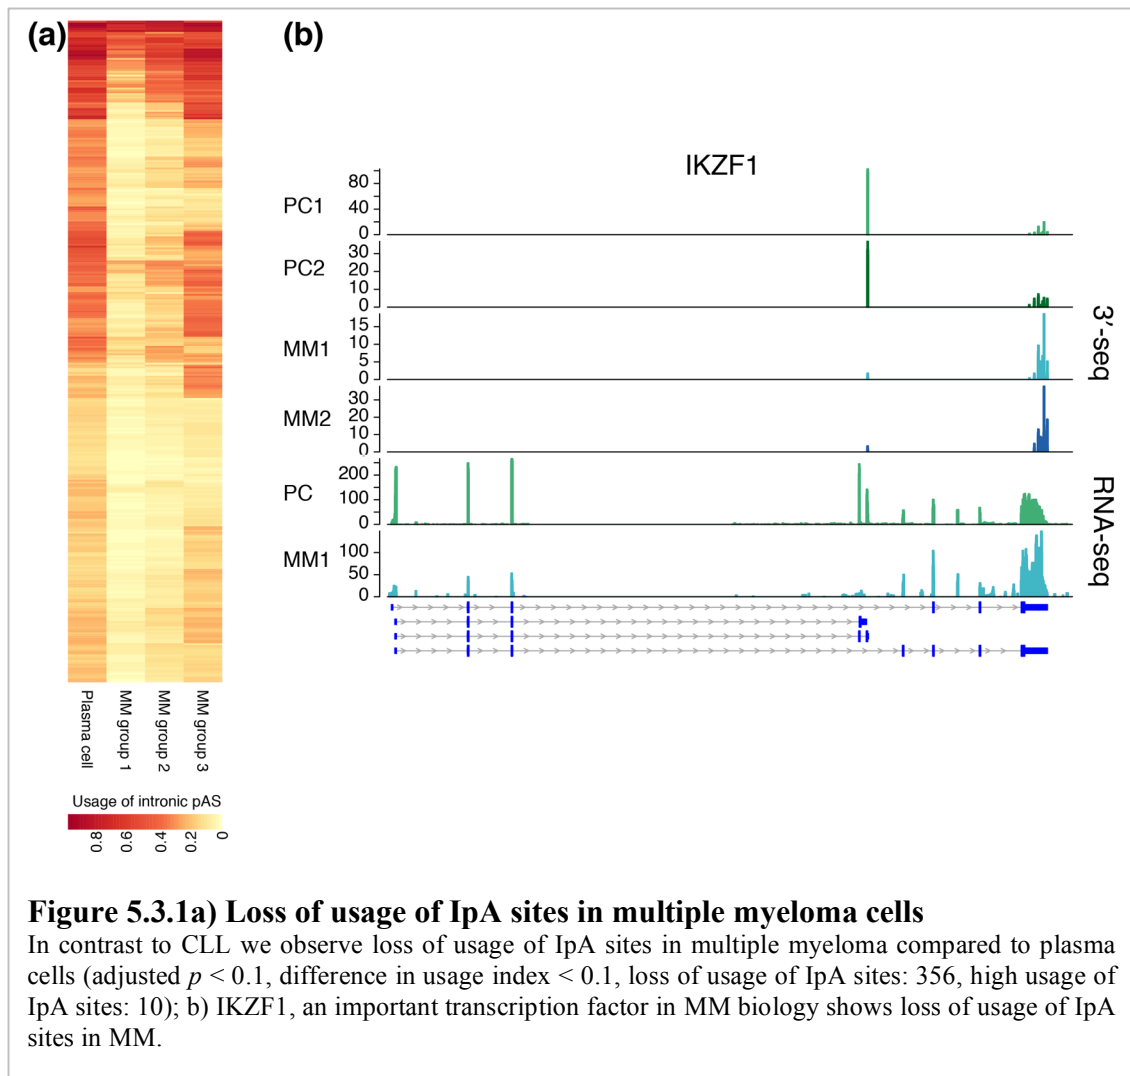 (a)
(b)
IKZF1
PC1
80
40
0
PC2
30
20
10
0
MM1
15
10
5
0
MM2
30
20
10
0
3′-seq
PC
200
100
0
MM1
100
50
0
RNA-seq
Plasma cell
MM group 1
MM group 2
MM group 3
Usage of intronic pAS
0.8
0.6
0.4
0.2
0
Figure 5.3.1a) Loss of usage of IpA sites in multiple myeloma cells
In contrast to CLL we observe loss of usage of IpA sites in multiple myeloma compared to plasma
cells (adjusted p < 0.1, difference in usage index < 0.1, loss of usage of IpA sites: 356, high usage of
IpA sites: 10); b) IKZF1, an important transcription factor in MM biology shows loss of usage of IpA
sites in MM.